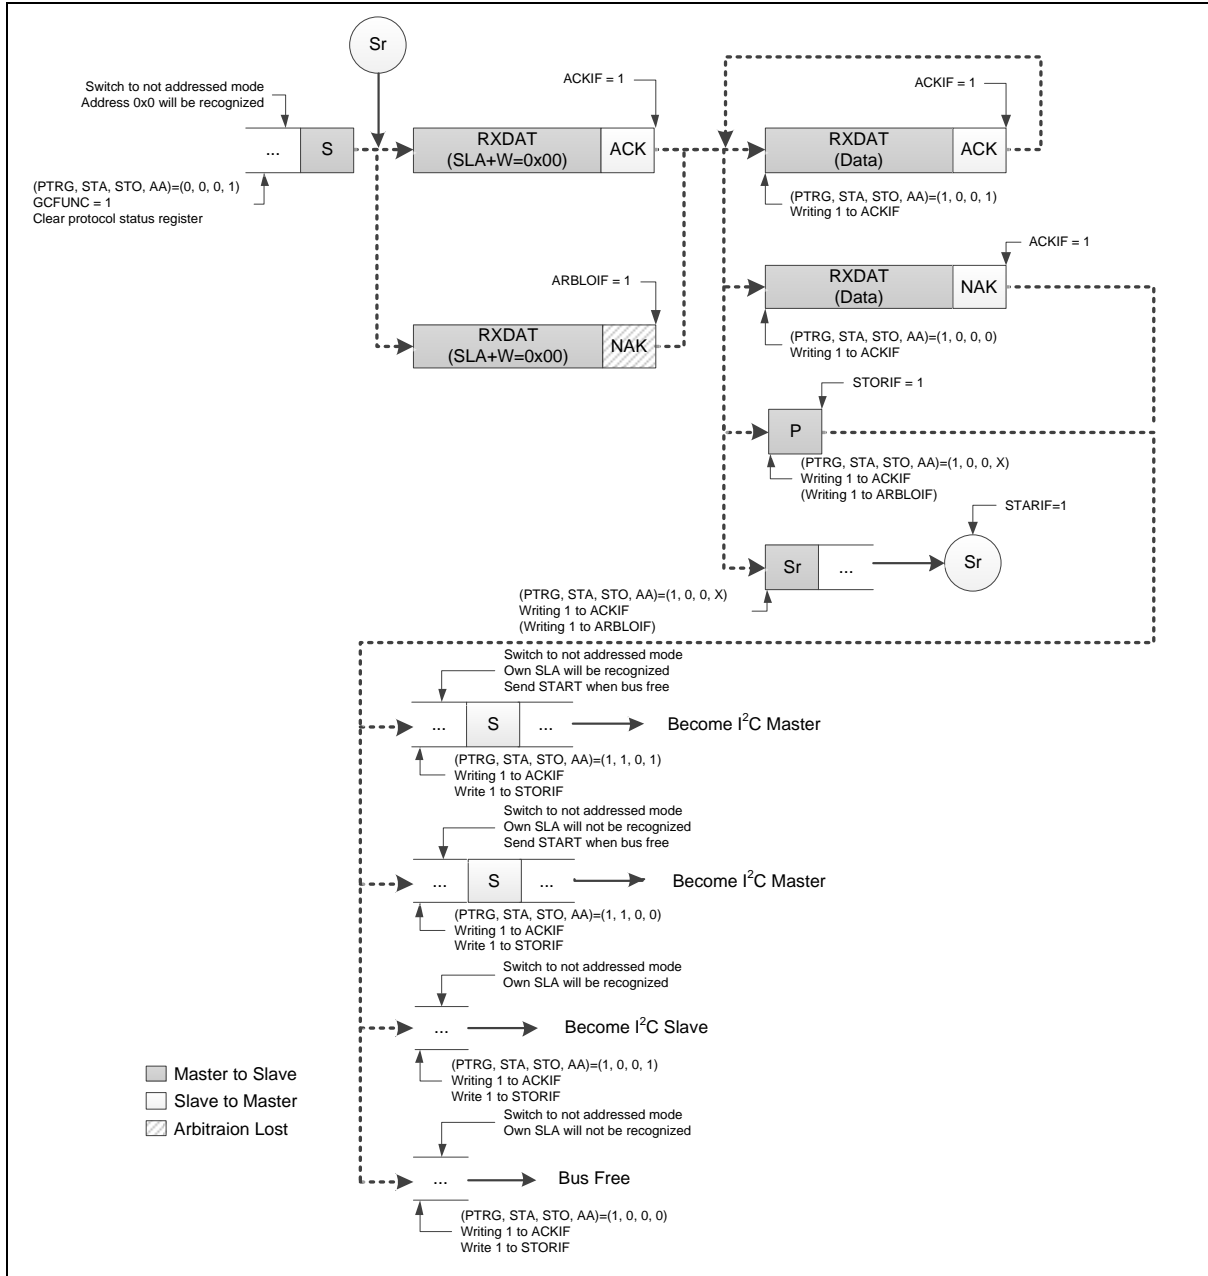 Sr
Switch to not addressed mode
Address 0x0 will be recognized
ACKIF = 1
ACKIF = 1
...
S
RXDAT
(SLA+W=0x00)
ACK
RXDAT
(Data)
ACK
(PTRG, STA, STO, AA)=(0, 0, 0, 1)
GCFUNC = 1
Clear protocol status register
(PTRG, STA, STO, AA)=(1, 0, 0, 1)
Writing 1 to ACKIF
ACKIF = 1
ARBLOIF = 1
RXDAT
(Data)
NAK
RXDAT
(SLA+W=0x00)
NAK
(PTRG, STA, STO, AA)=(1, 0, 0, 0)
Writing 1 to ACKIF
STORIF = 1
P
(PTRG, STA, STO, AA)=(1, 0, 0, X)
Writing 1 to ACKIF
(Writing 1 to ARBLOIF)
STARIF=1
Sr
...
Sr
(PTRG, STA, STO, AA)=(1, 0, 0, X)
Writing 1 to ACKIF
(Writing 1 to ARBLOIF)
Switch to not addressed mode
Own SLA will be recognized
Send START when bus free
...
S
...
Become I²C Master
(PTRG, STA, STO, AA)=(1, 1, 0, 1)
Writing 1 to ACKIF
Write 1 to STORIF
Switch to not addressed mode
Own SLA will not be recognized
Send START when bus free
...
S
...
Become I²C Master
(PTRG, STA, STO, AA)=(1, 1, 0, 0)
Writing 1 to ACKIF
Write 1 to STORIF
Switch to not addressed mode
Own SLA will be recognized
...
Become I²C Slave
(PTRG, STA, STO, AA)=(1, 0, 0, 1)
Writing 1 to ACKIF
Write 1 to STORIF
Master to Slave
Slave to Master
Arbitraion Lost
Switch to not addressed mode
Own SLA will not be recognized
...
Bus Free
(PTRG, STA, STO, AA)=(1, 0, 0, 0)
Writing 1 to ACKIF
Write 1 to STORIF